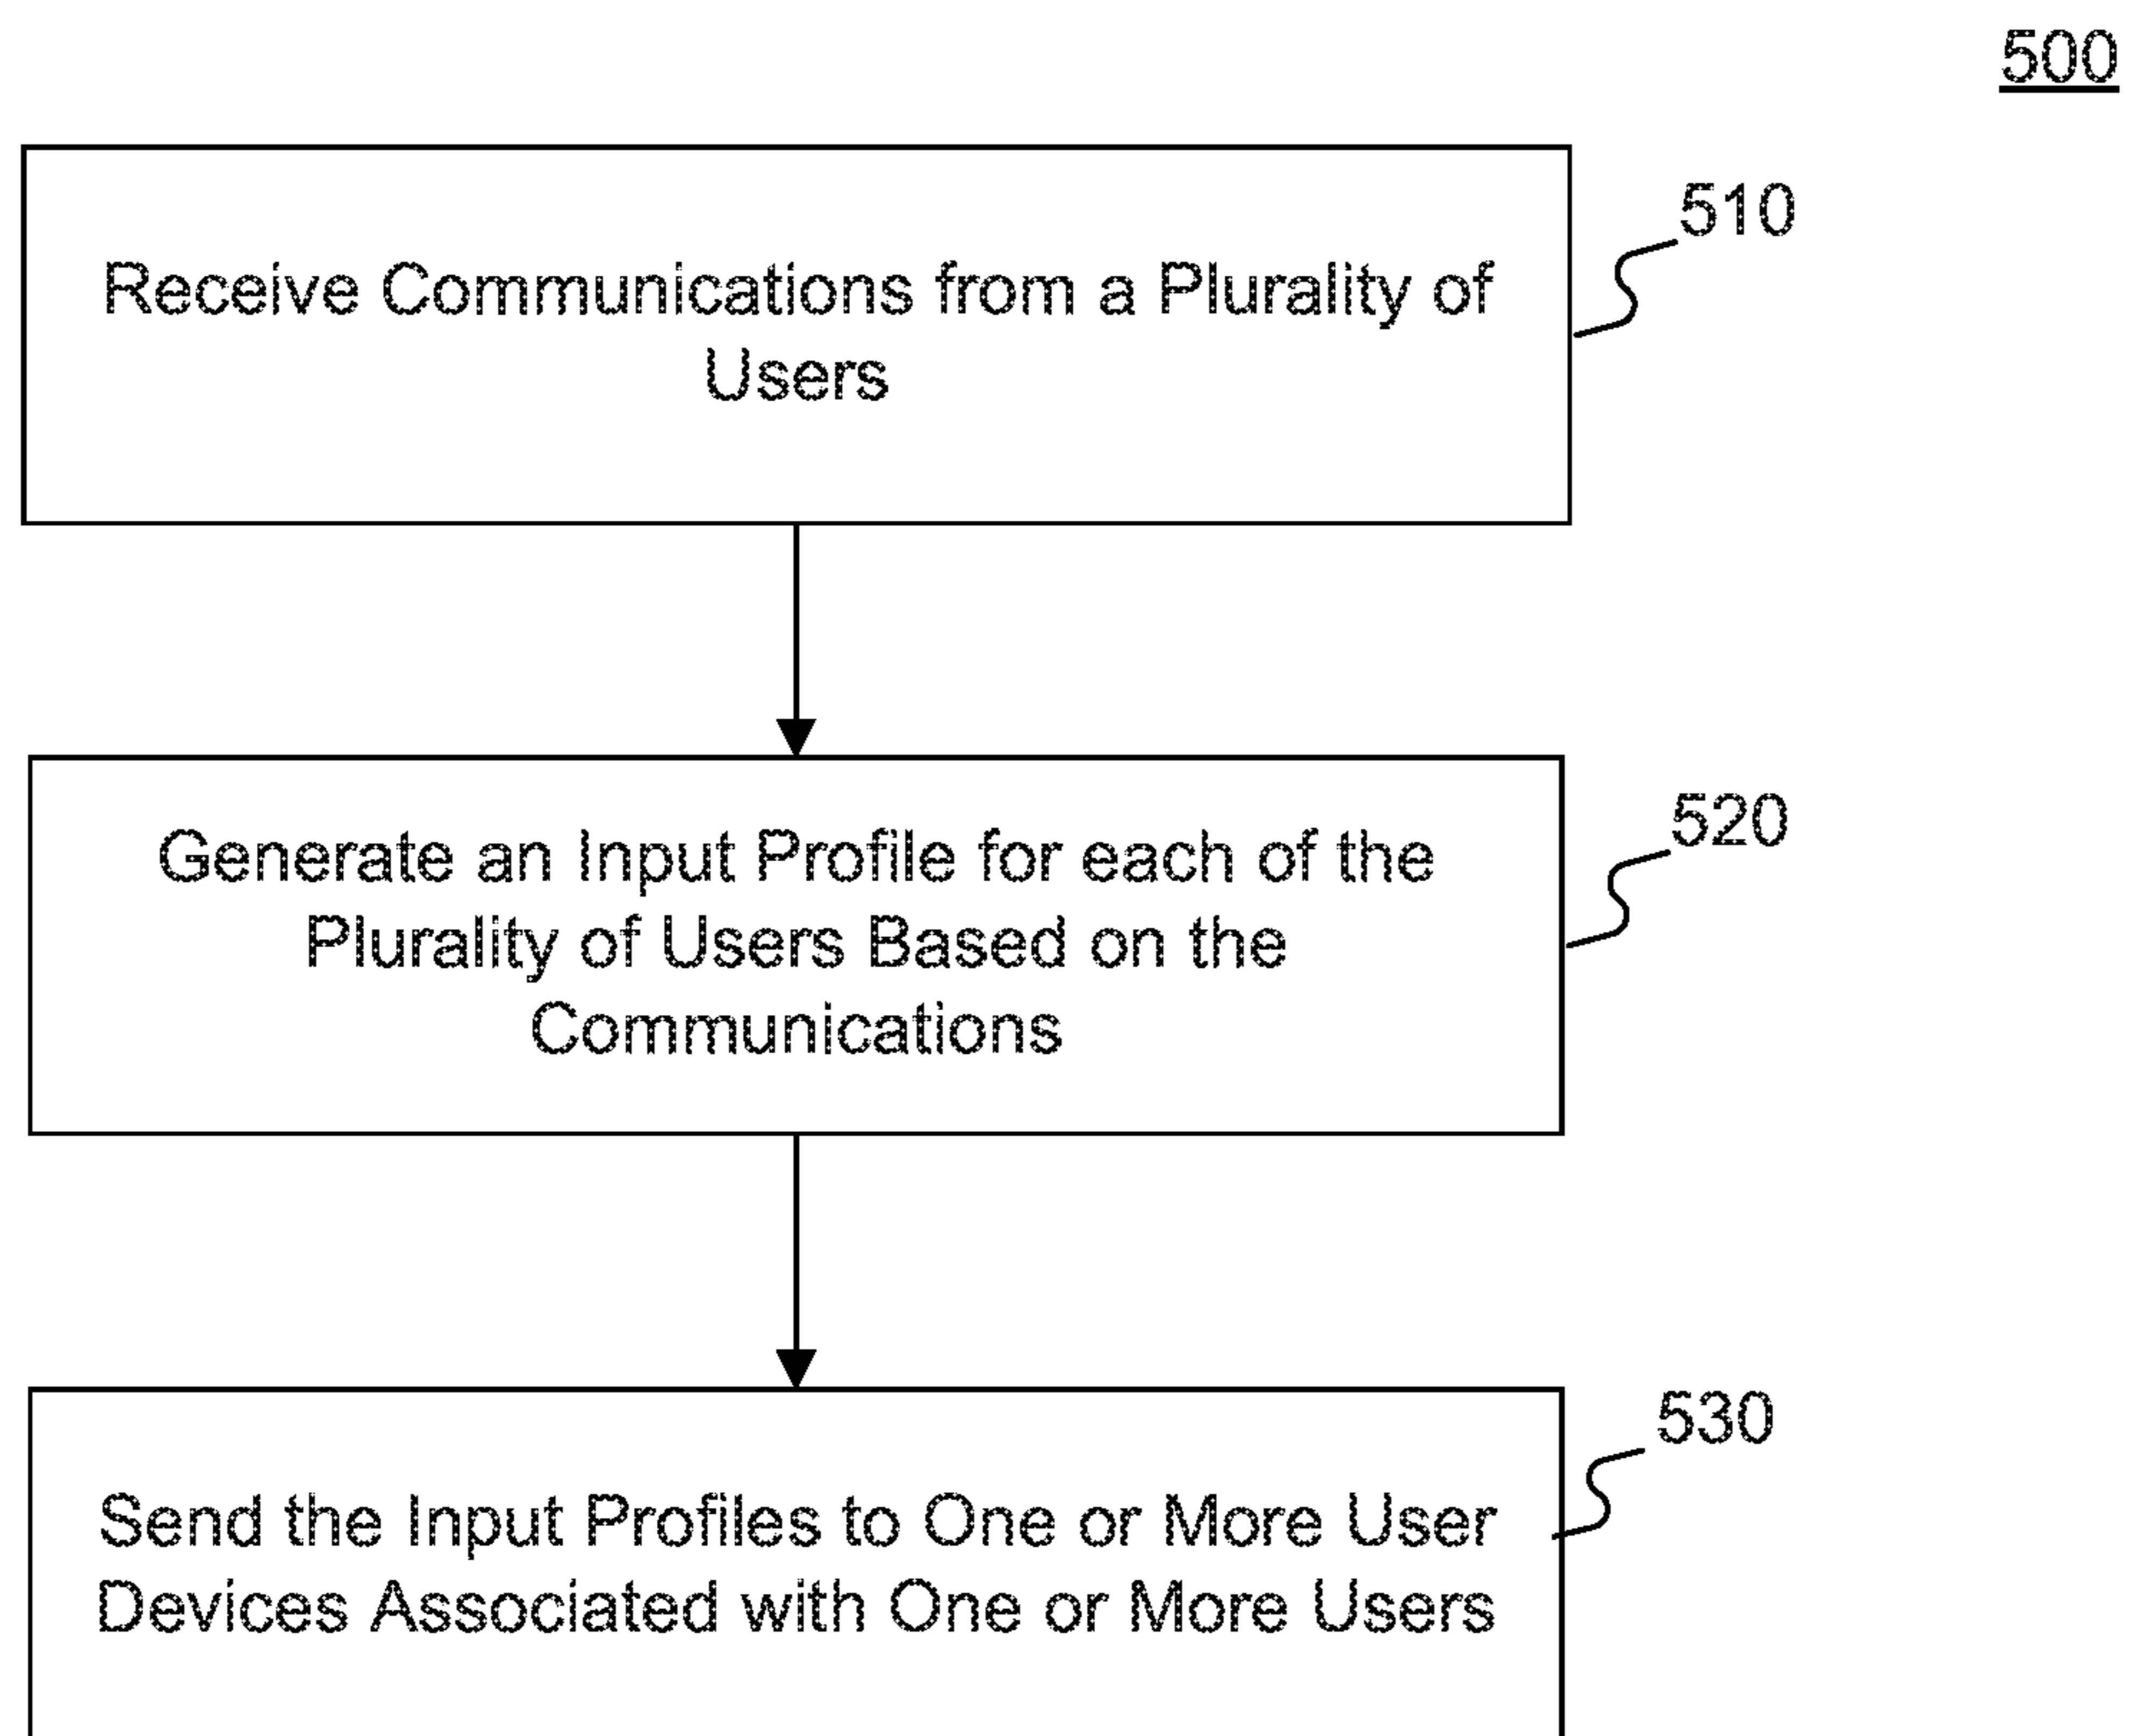 500
510
Receive Communications from a Plurality of
Users
520
Generate an Input Profile for each of the
Plurality of Users Based on the
Communications
530
Send the Input Profiles to One or More User
Devices Associated with One or More Users